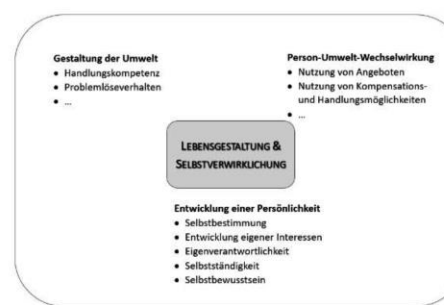 Gestaltung der Umwelt
• Handlungskompetenz
• Problemlöseverhalten
• ...
Person-Umwelt-Wechselwirkung
• Nutzung von Angeboten
• Nutzung von Kompensations-
und Handlungsmöglichkeiten
• ...
LEBENSGESTALTUNG &
SELBSTVERWIRKLICHUNG
Entwicklung einer Persönlichkeit
• Selbstbestimmung
• Entwicklung eigener Interessen
• Eigenverantwortlichkeit
• Selbstständigkeit
• Selbstbewusstsein